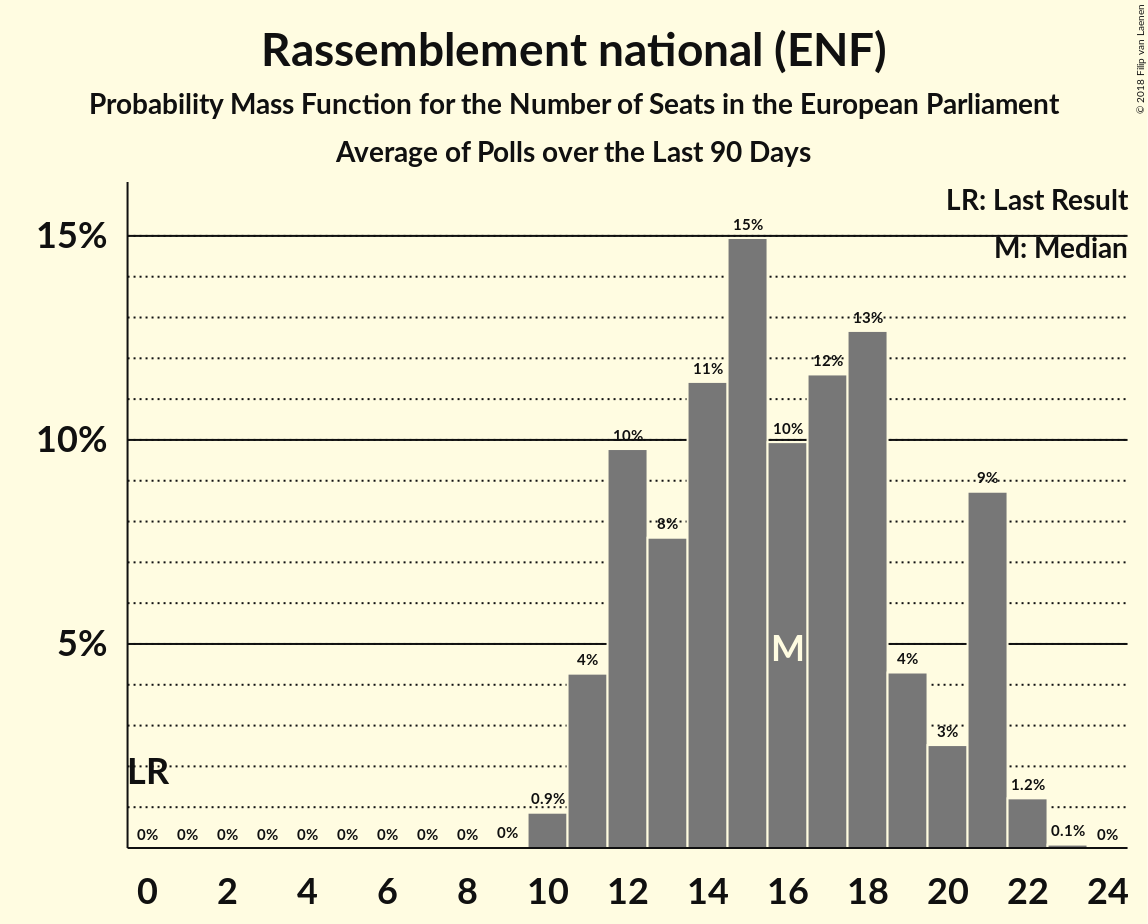 Rassemblement national (ENF)
Probability Mass Function for the Number of Seats in the European Parliament
Average of Polls over the Last 90 Days
© 2018 Filip van Laenen
LR: Last Result
M: Median
15%
10%
5%
0% 0% 0% 0% 0% 0% 0% 0% 0% 0% 0.9% 4% 10% 8% 11% 15% 10% 12% 13% 4% 3% 9% 1.2% 0.1% 0%
M
LR
0 2 4 6 8 10 12 14 16 18 20 22 24